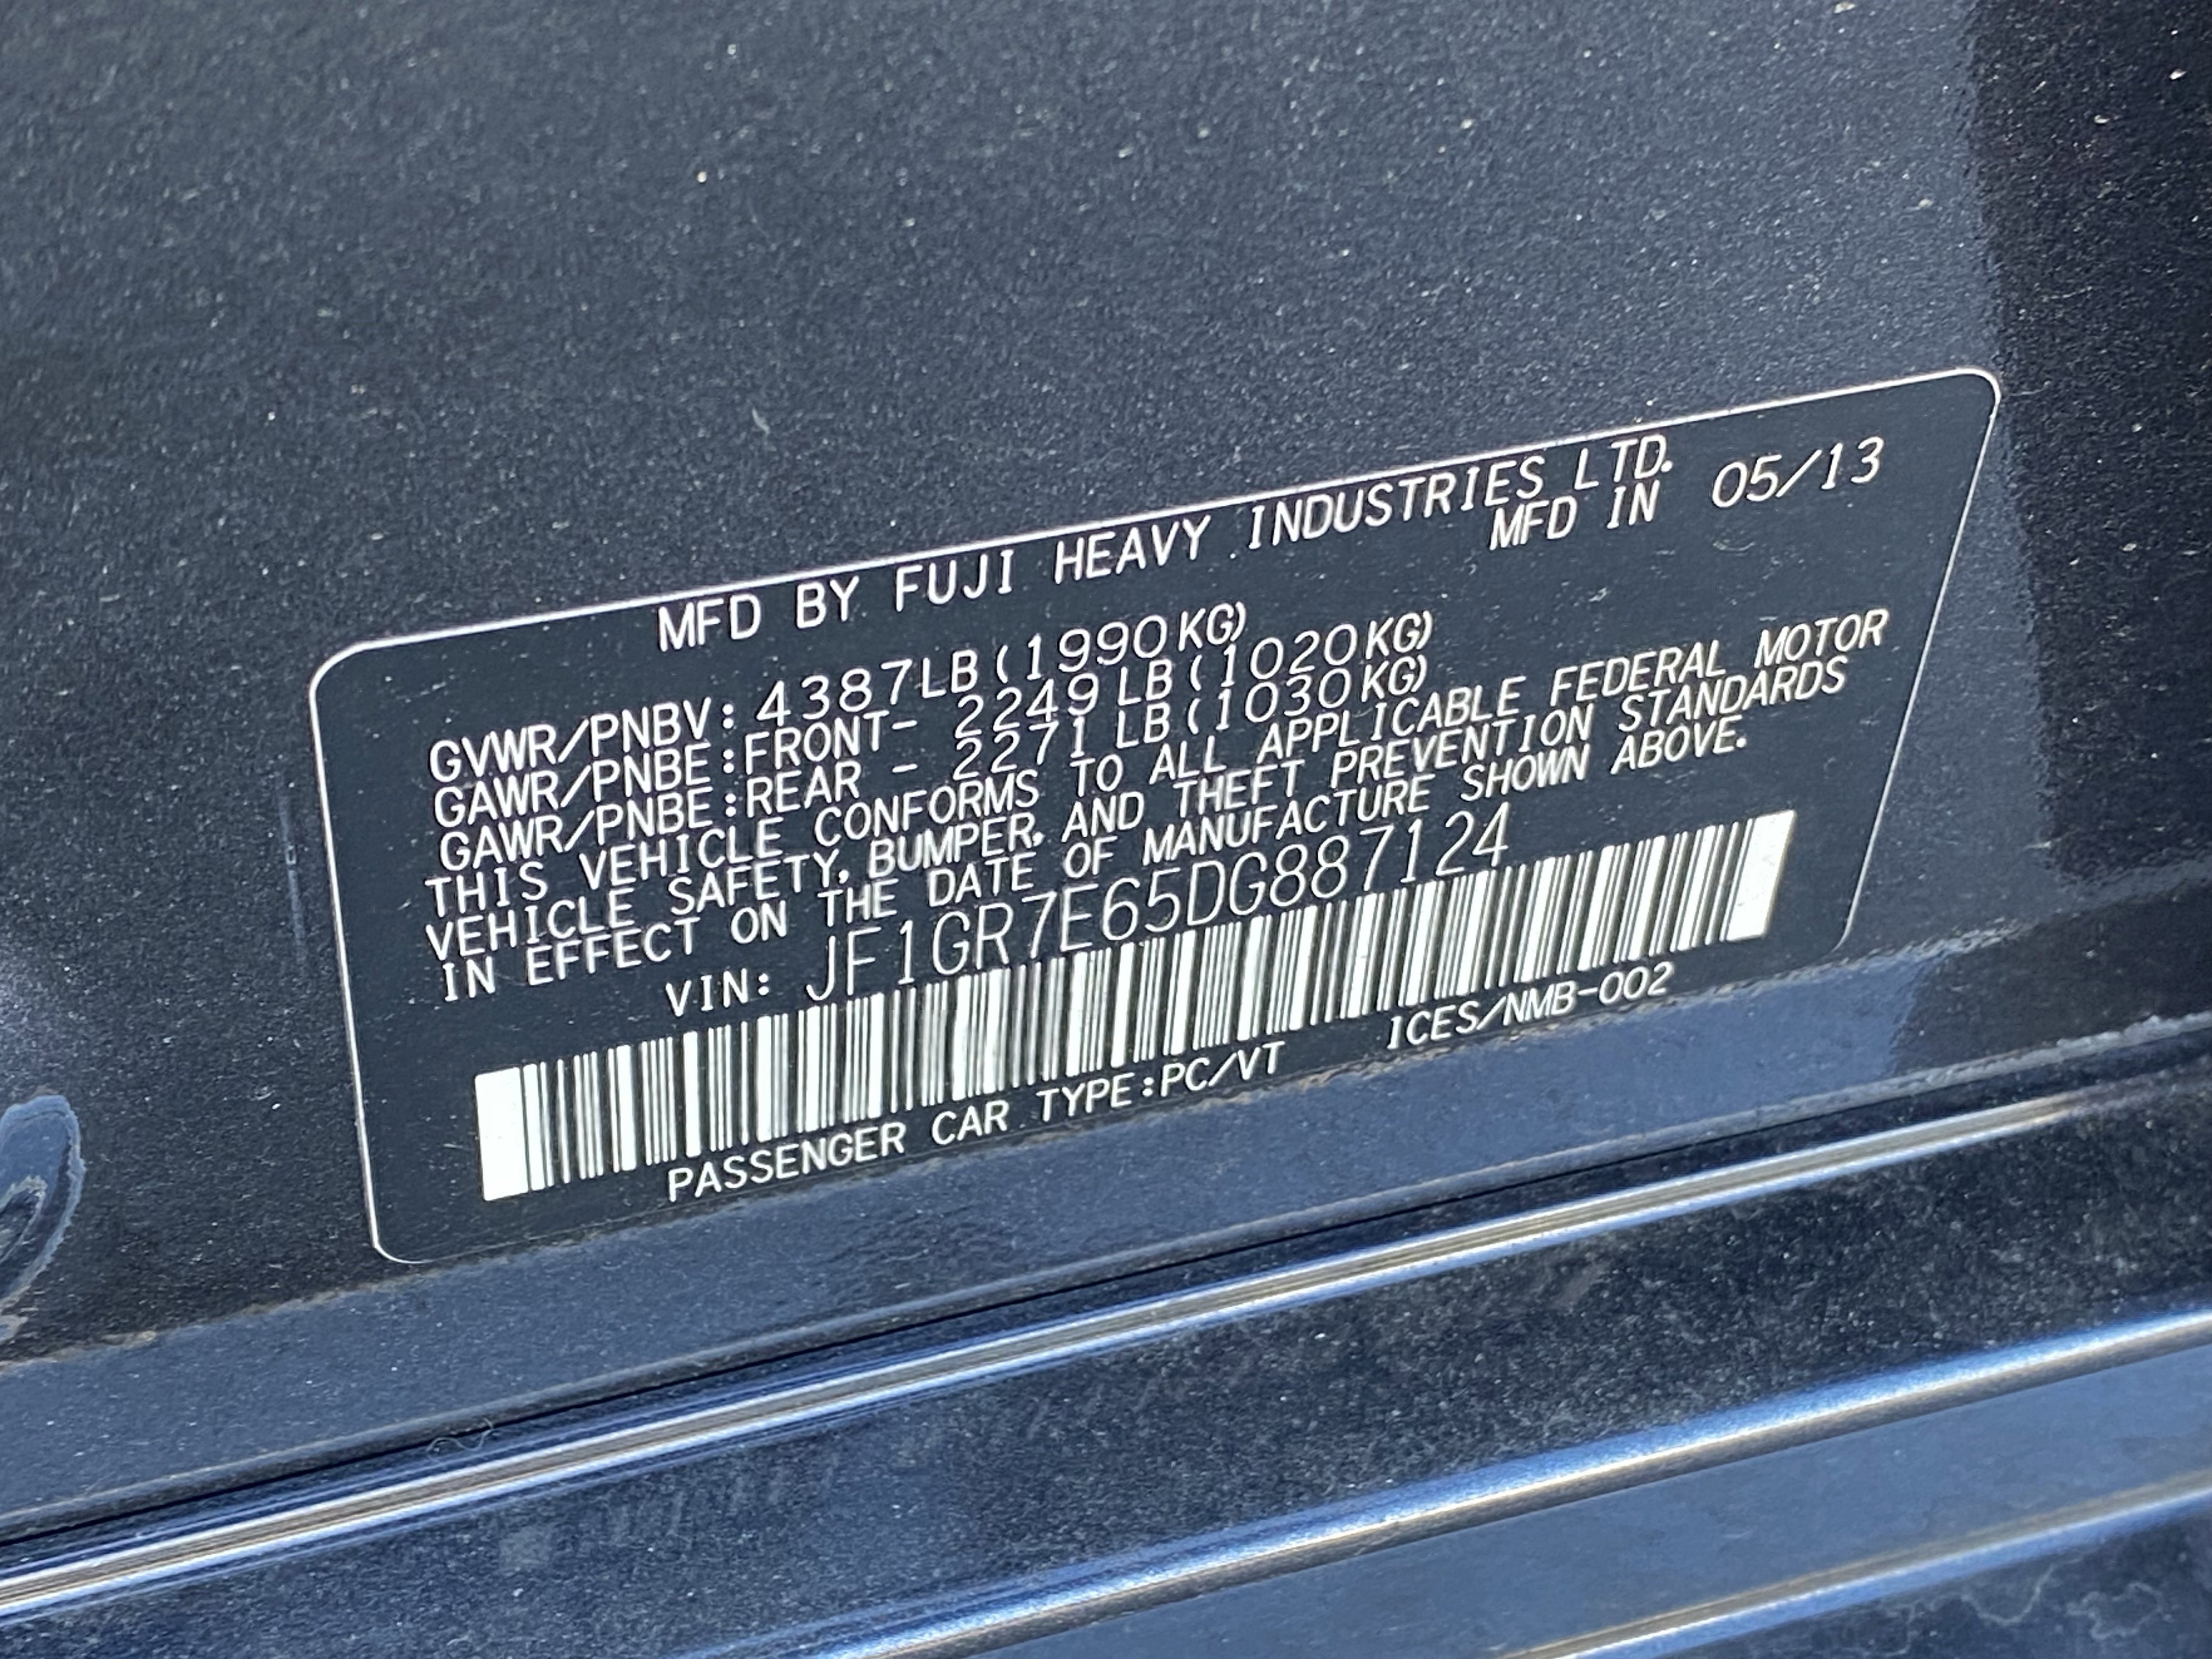 MFD BY FUJI HEAVY INDUSTRIES LTD.
MFD IN 05/13
GVWR/PNBV: 4387LB(1990KG)
GAWR/PNBE:FRONT- 2249LB(1020KG)
GAWR/PNBE:REAR - 2271LB(1030KG)
THIS VEHICLE CONFORMS TO ALL APPLICABLE FEDERAL MOTOR
VEHICLE SAFETY, BUMPER, AND THEFT PREVENTION STANDARDS
IN EFFECT ON THE DATE OF MANUFACTURE SHOWN ABOVE.
VIN: JF1GR7E65DG887124
PASSENGER CAR TYPE:PC/VT ICES/NMB-002